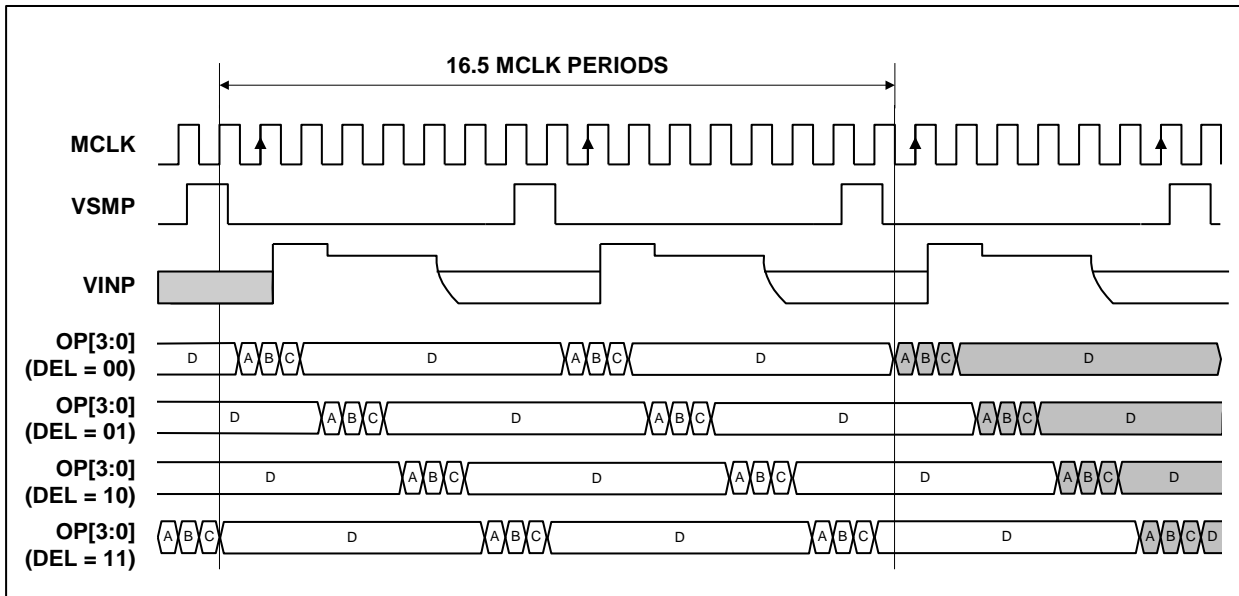 16.5 MCLK PERIODS
MCLK
VSMP
VINP
OP[3:0]
(DEL = 00)
D A B C D A B C D A B C D
OP[3:0]
(DEL = 01)
D A B C D A B C D A B C D
OP[3:0]
(DEL = 10)
D A B C D A B C D A B C D
OP[3:0]
(DEL = 11)
A B C D A B C D A B C D A B C D